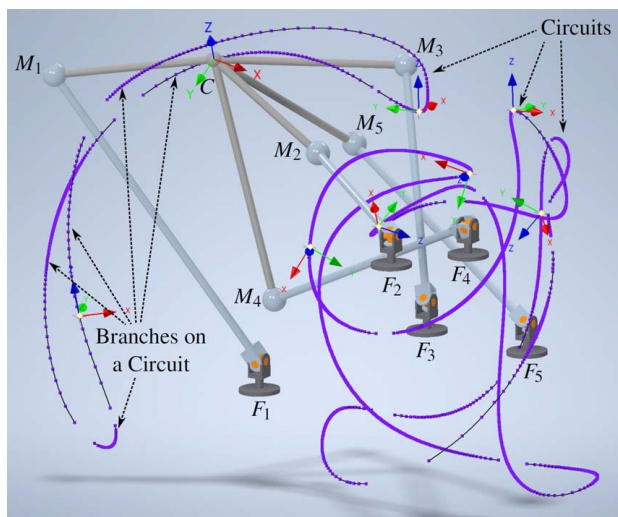 Circuits
Z
M3
M1
X
Y
C
Z
Y
X
Z
Y
X
M5
M2
X
Z
Y
X
Y
Z
X
Y
X
Z
Y
X
M4
F2
F4
Z
Y
X
Branches on
a Circuit
F3
F5
F1